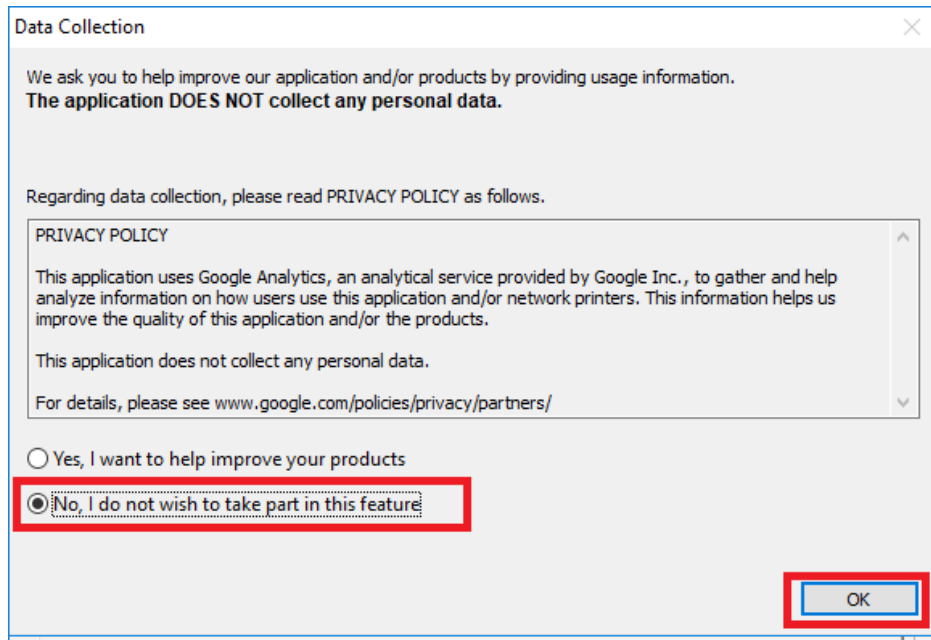 Data Collection
We ask you to help improve our application and/or products by providing usage information.
The application DOES NOT collect any personal data.
Regarding data collection, please read PRIVACY POLICY as follows.
PRIVACY POLICY
This application uses Google Analytics, an analytical service provided by Google Inc., to gather and help
analyze information on how users use this application and/or network printers. This information helps us
improve the quality of this application and/or the products.
This application does not collect any personal data.
For details, please see www.google.com/policies/privacy/partners/
Yes, I want to help improve your products
No, I do not wish to take part in this feature
OK